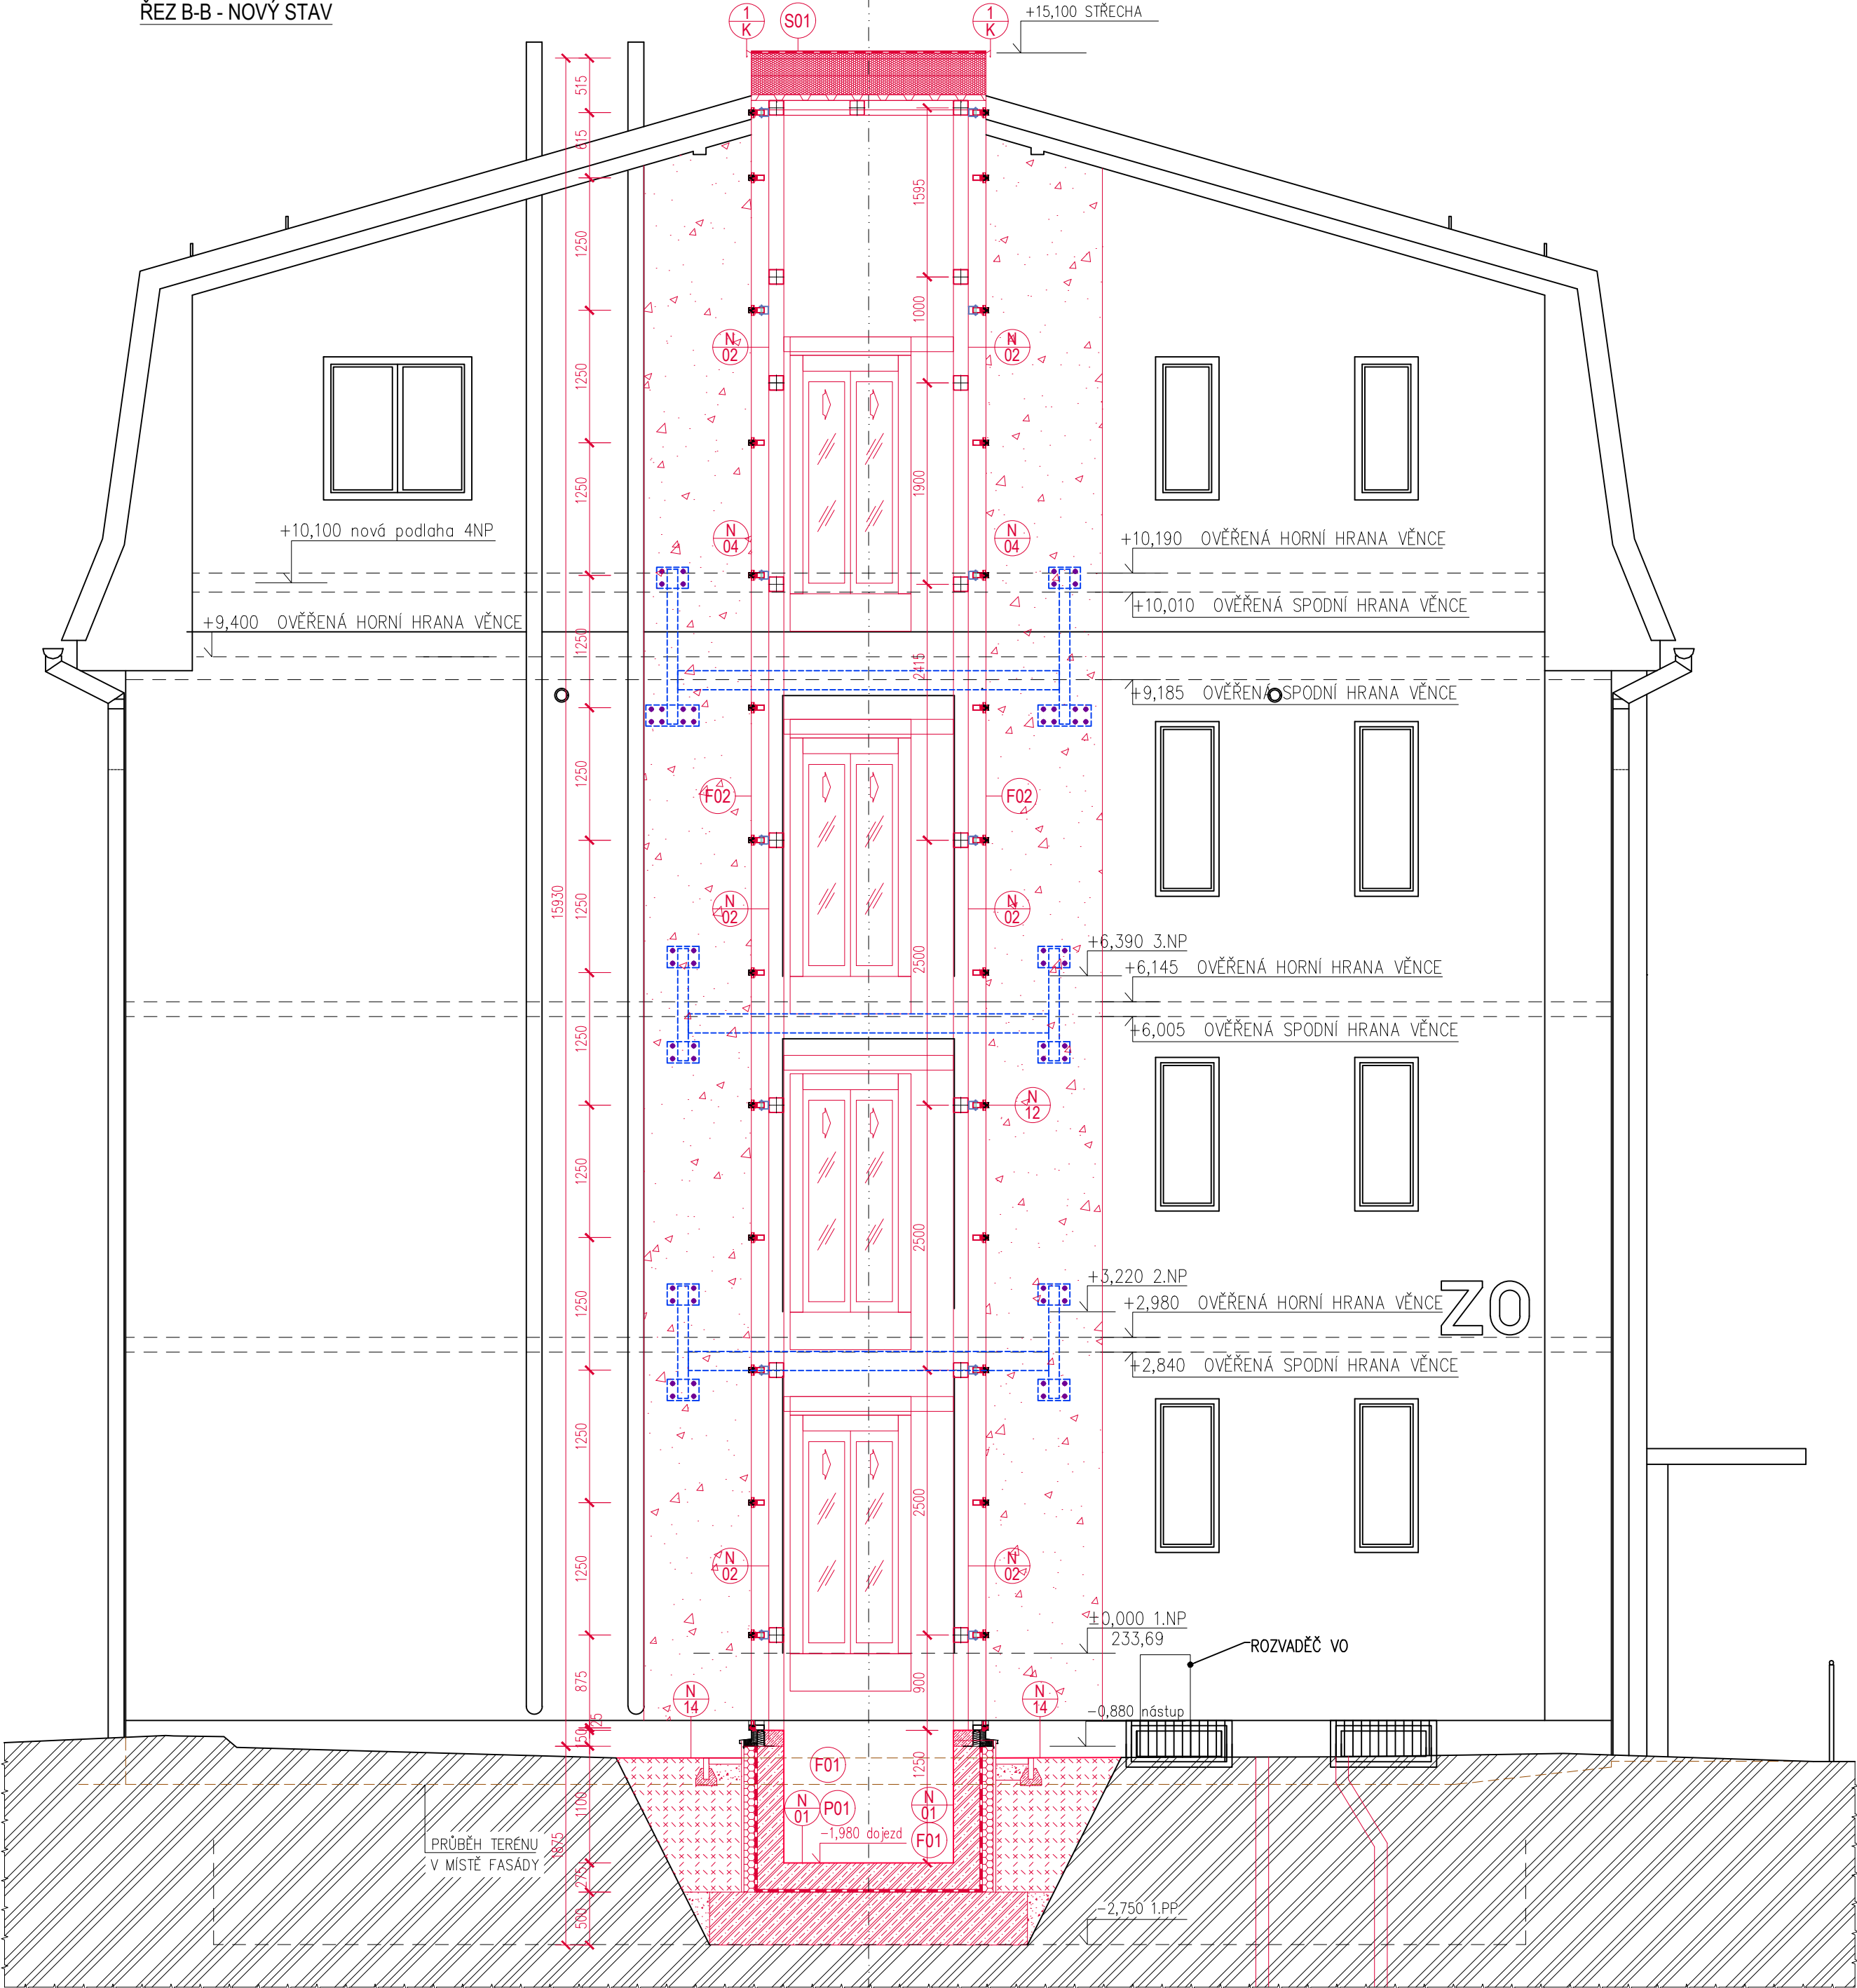 ŘEZ B-B - NOVÝ STAV
1
K
S01
1
K
+15,100 STŘECHA
515
615
1595
1250
1000
N
02
N
02
1250
1900
1250
+10,100 nová podlaha 4NP
N
04
N
04
+10,190 OVĚŘENÁ HORNÍ HRANA VĚNCE
+10,010 OVĚŘENÁ SPODNÍ HRANA VĚNCE
+9,400 OVĚŘENÁ HORNÍ HRANA VĚNCE
1250
2415
+9,185 OVĚŘENÁ SPODNÍ HRANA VĚNCE
1250
F02
F02
15930
1250
N
02
N
02
2500
+6,390 3.NP
+6,145 OVĚŘENÁ HORNÍ HRANA VĚNCE
1250
+6,005 OVĚŘENÁ SPODNÍ HRANA VĚNCE
N
12
1250
2500
1250
+3,220 2.NP
+2,980 OVĚŘENÁ HORNÍ HRANA VĚNCE
ZO
+2,840 OVĚŘENÁ SPODNÍ HRANA VĚNCE
1250
2500
1250
N
02
N
02
±0,000 1.NP
233,69
ROZVADĚČ VO
875
900
N
14
N
14
-0,880 nástup
25
150
F01
1250
1100
N
01
P01
N
01
-1,980 dojezd
F01
PRŮBĚH TERÉNU
V MÍSTĚ FASÁDY
1875
275
500
-2,750 1.PP